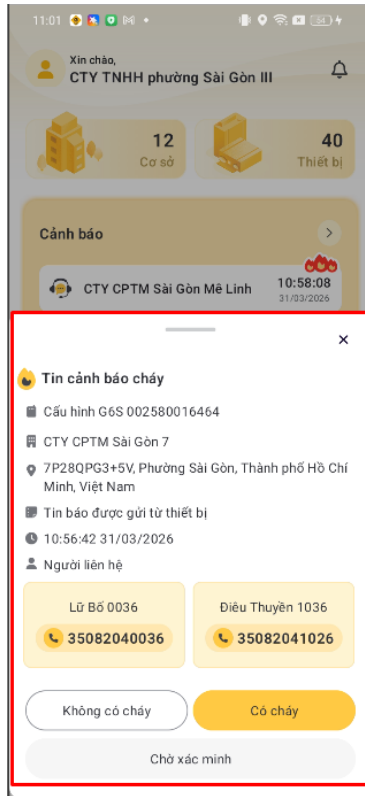 11:01
54
Xin chào,
CTY TNHH phường Sài Gòn III
12
Cơ sở
40
Thiết bị
Cảnh báo
CTY CPTM Sài Gòn Mê Linh
10:58:08
31/03/2026
Tin cảnh báo cháy
Cấu hình G6S 002580016464
CTY CPTM Sài Gòn 7
7P28QPG3+5V, Phường Sài Gòn, Thành phố Hồ Chí
Minh, Việt Nam
Tin báo được gửi từ thiết bị
10:56:42 31/03/2026
Người liên hệ
Lữ Bố 0036
35082040036
Điêu Thuyền 1036
35082041026
Không có cháy
Có cháy
Chờ xác minh